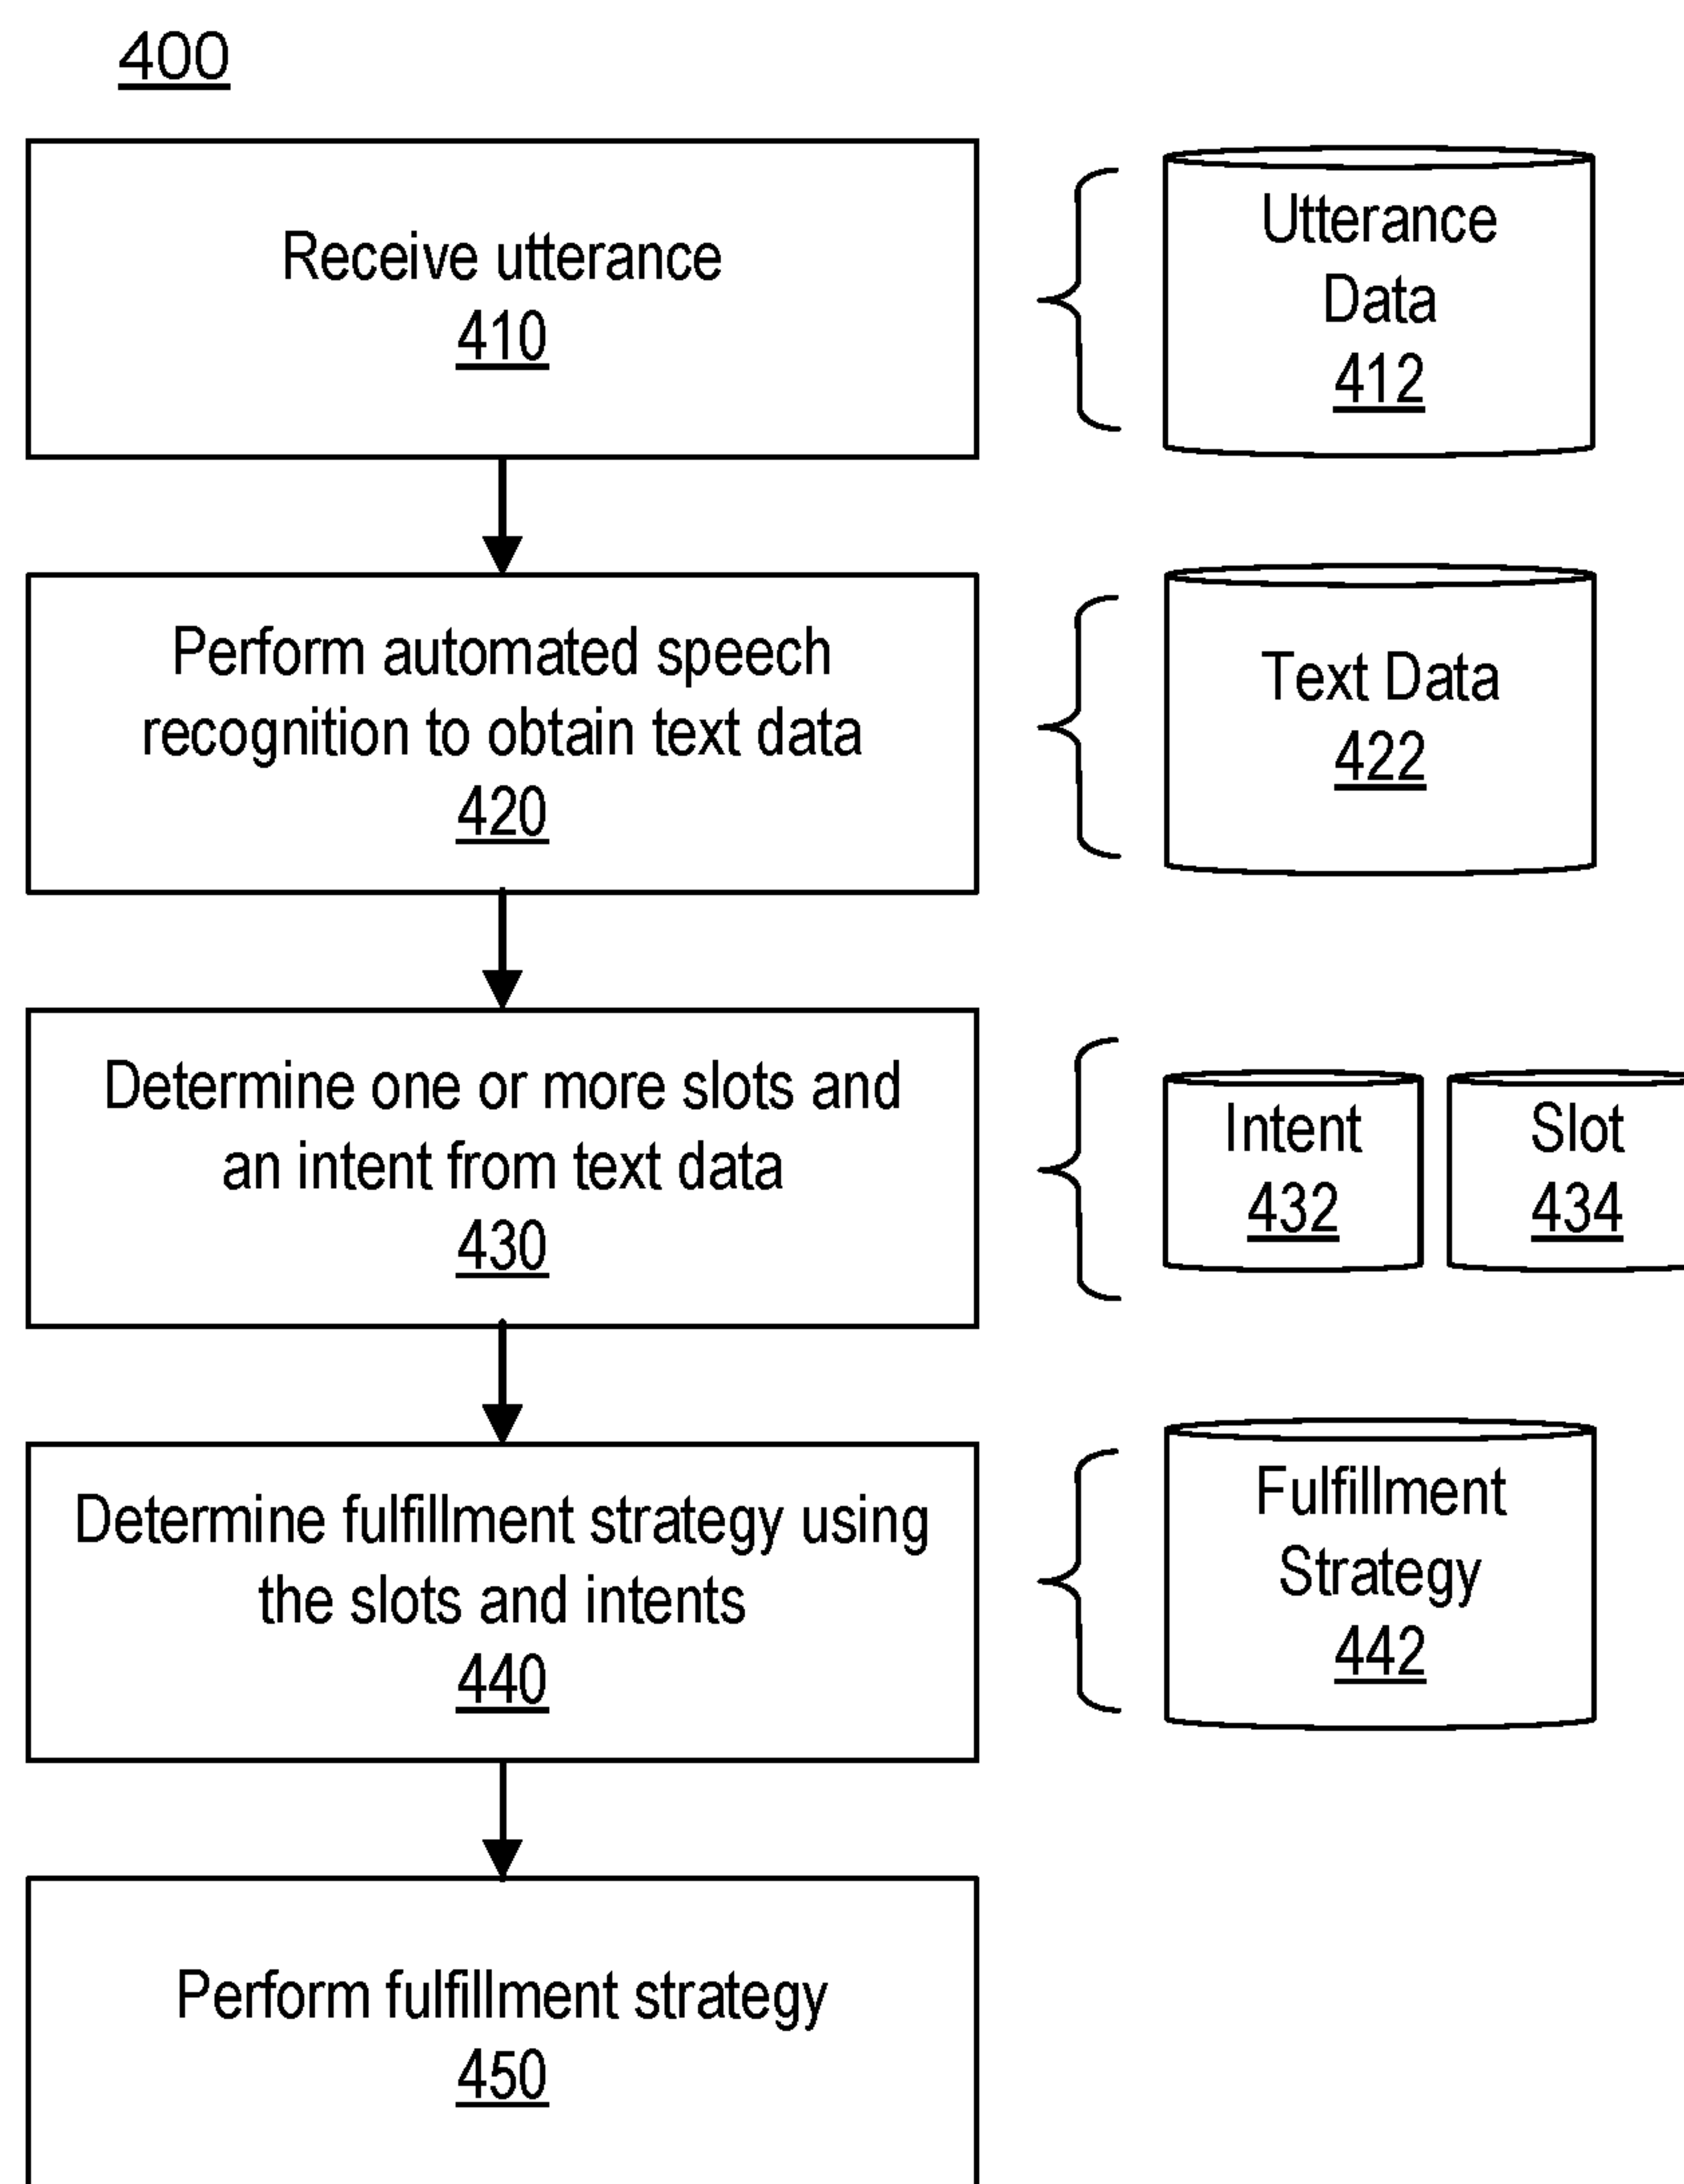 400
Receive utterance
410
Utterance
Data
412
Perform automated speech
recognition to obtain text data
420
Text Data
422
Determine one or more slots and
an intent from text data
430
Intent
432
Slot
434
Determine fulfillment strategy using
the slots and intents
440
Fulfillment
Strategy
442
Perform fulfillment strategy
450